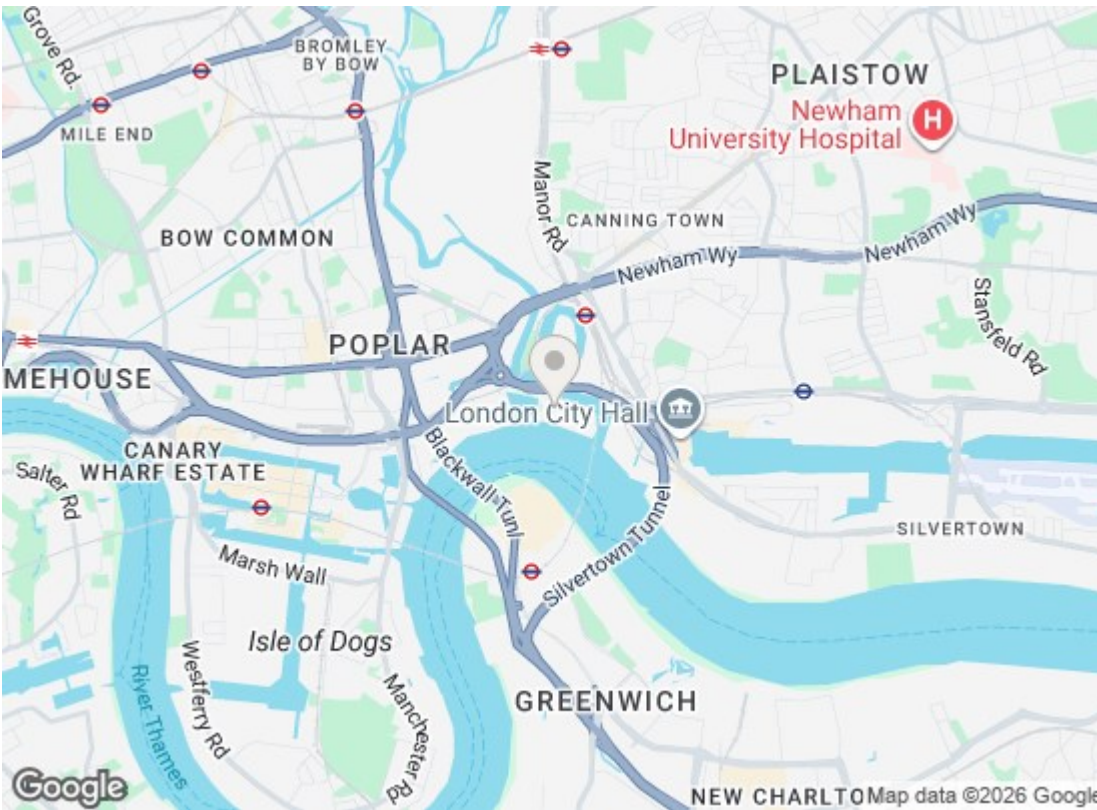 Grove Rd.
BROMLEY
BY BOW
PLAISTOW
Newham
University Hospital
H
MILE END
Manor Rd
CANNING TOWN
BOW COMMON
Newham Wy
Newham Wy
Stansfeld Rd
POPLAR
MEHOUSE
London City Hall
CANARY
WHARF ESTATE
Salter Rd
Blackwall Tunl
Silvertown Tunnel
SILVERTOWN
Marsh Wall
Isle of Dogs
River Thames
Westferry Rd
Manchester Rd
GREENWICH
Google
NEW CHARLTO
Map data ©2026 Google